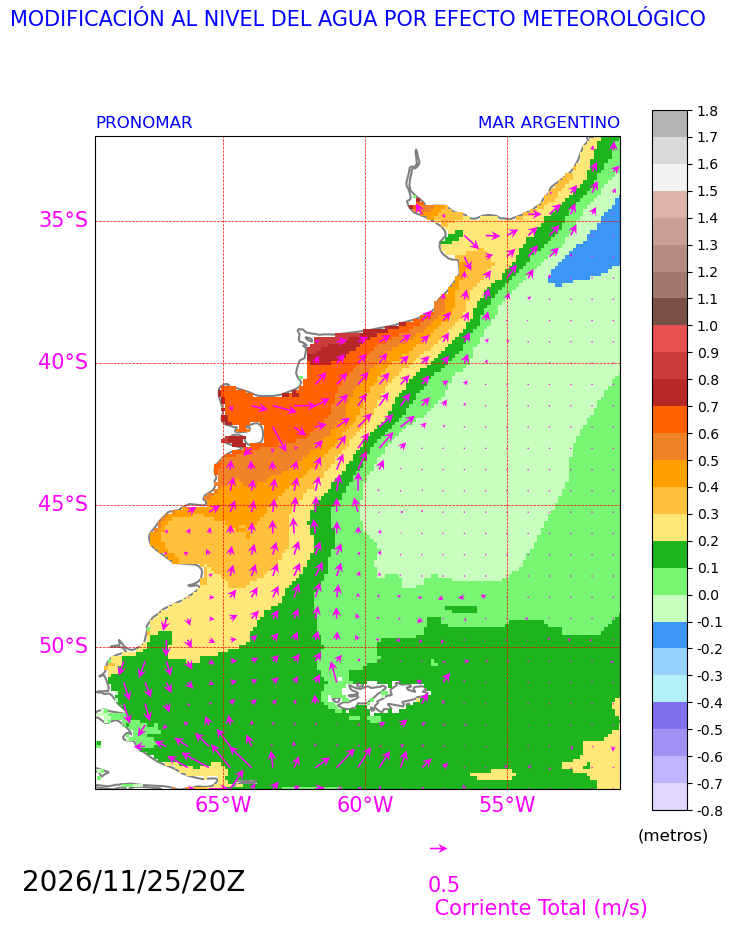 MODIFICACIÓN AL NIVEL DEL AGUA POR EFECTO METEOROLÓGICO
PRONOMAR
MAR ARGENTINO
35°S
40°S
45°S
50°S
65°W
60°W
55°W
1.8
1.7
1.6
1.5
1.4
1.3
1.2
1.1
1.0
0.9
0.8
0.7
0.6
0.5
0.4
0.3
0.2
0.1
0.0
-0.1
-0.2
-0.3
-0.4
-0.5
-0.6
-0.7
-0.8
(metros)
2026/11/25/20Z
0.5
Corriente Total (m/s)